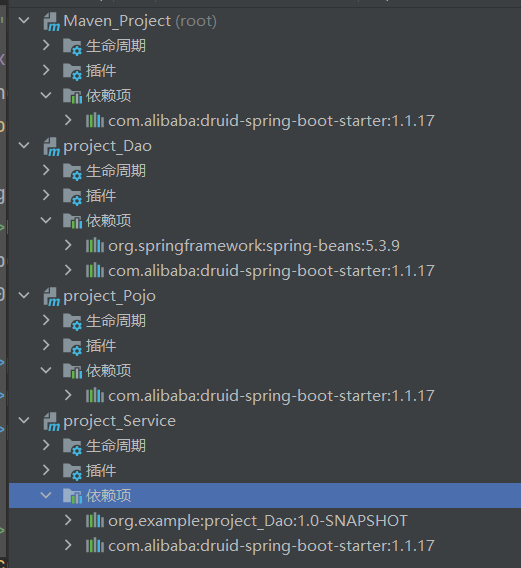 Maven_Project (root)
生命周期
插件
依赖项
com.alibaba:druid-spring-boot-starter:1.1.17
project_Dao
生命周期
插件
依赖项
org.springframework:spring-beans:5.3.9
com.alibaba:druid-spring-boot-starter:1.1.17
project_Pojo
生命周期
插件
依赖项
com.alibaba:druid-spring-boot-starter:1.1.17
project_Service
生命周期
插件
依赖项
org.example:project_Dao:1.0-SNAPSHOT
com.alibaba:druid-spring-boot-starter:1.1.17